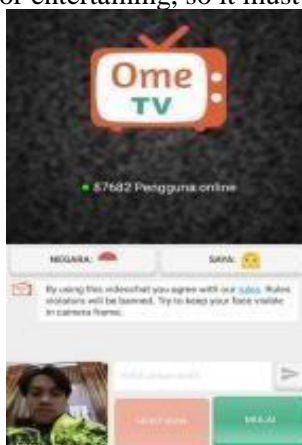 or entertaining, so it must
Ome
TV
87682 Pengguna online
NEGARA:
SAYA:
By using this videochat you agree with our rules. Rules
violators will be banned. Try to keep your face visible
in camera frame.
MULAI